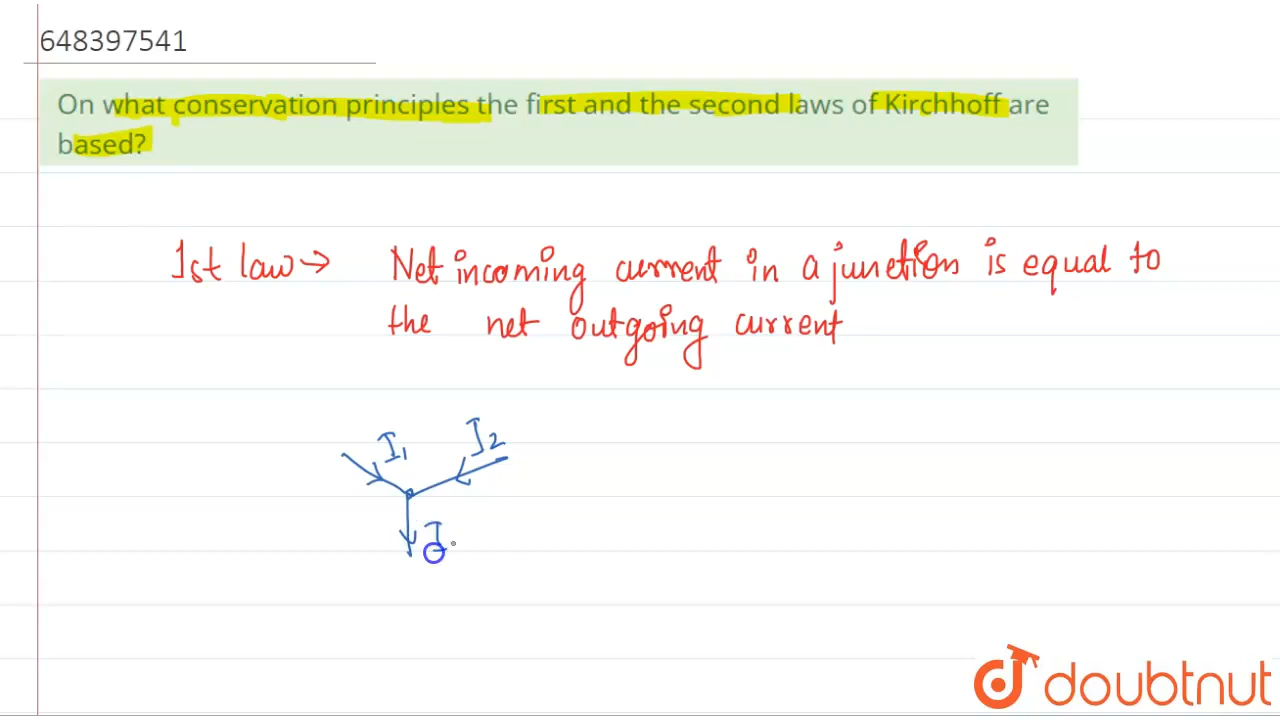 648397541
On what conservation principles the first and the second laws of Kirchhoff are
based?
1st law → Net incoming current in a junction is equal to
the net outgoing current
I₁
I₂
I
doubtnut